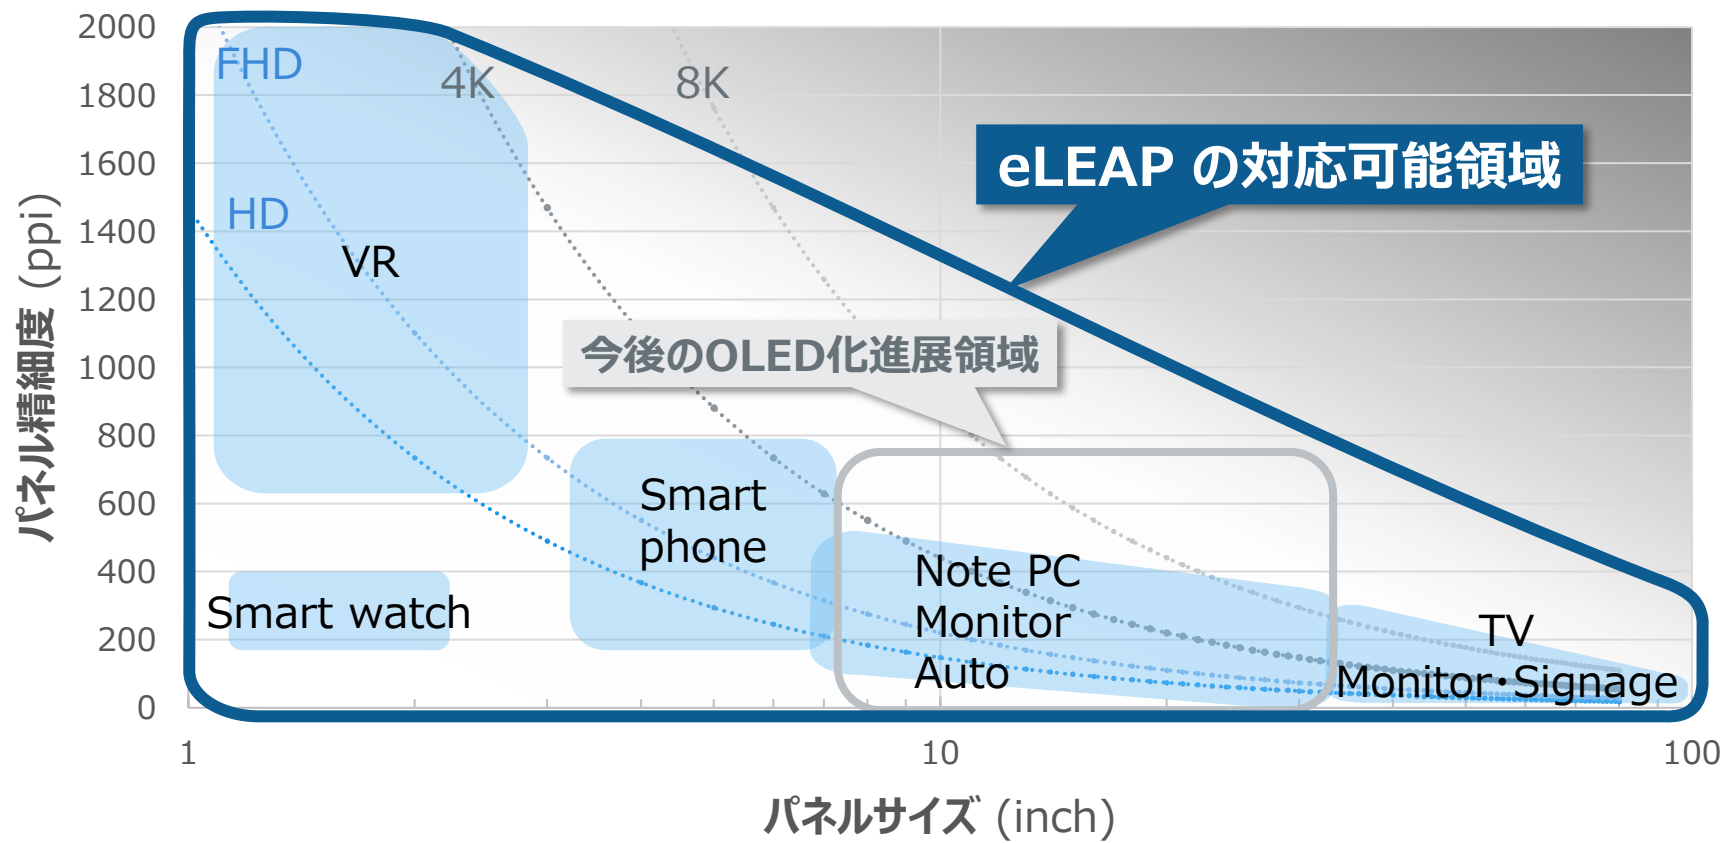 2000
1800
1600
1400
1200
1000
800
600
400
200
0
パネル精細度 (ppi)
FHD
4K
8K
HD
VR
eLEAP の対応可能領域
今後のOLED化進展領域
Smart
phone
Smart watch
Note PC
Monitor
Auto
TV
Monitor・Signage
1
10
100
パネルサイズ (inch)